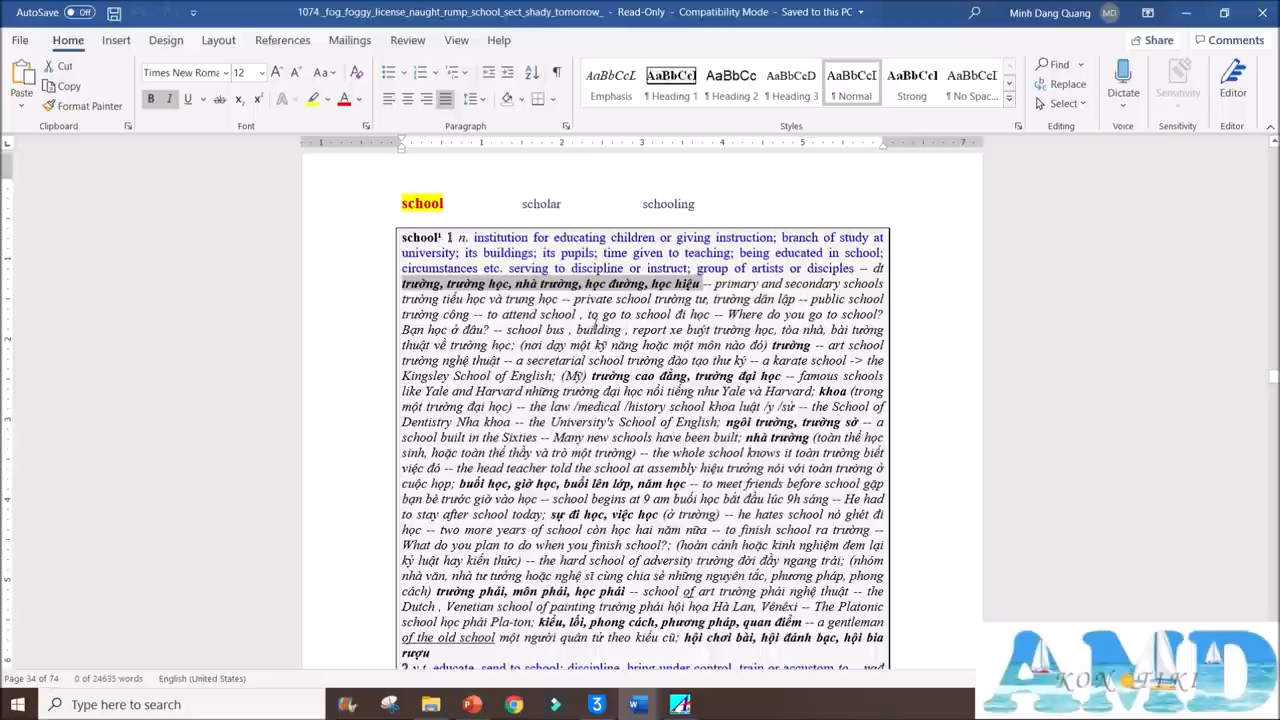 AutoSave Off 1074_fog_foggy_license_naught_rump_school_sect_shady_tomorrow_ - Read-Only - Compatibility Mode - Saved to this PC Minh Dang Quang MD
File Home Insert Draw Design Layout References Mailings Review View Help Share Comments
Paste Cut Copy Format Painter
Times New Roma 12
Emphasis Heading 1 Heading 2 Heading 3 Normal Strong No Spac...
Find Replace Select Dictate Sensitivity Editor
Clipboard Font Paragraph Styles Editing Voice Sensitivity Editor
school scholar schooling
school¹ 1 n. institution for educating children or giving instruction; branch of study at
university; its buildings; its pupils; time given to teaching; being educated in school;
circumstances etc. serving to discipline or instruct; group of artists or disciples – dt
trường, trường học, nhà trường, học đường, học hiệu -- primary and secondary schools
trường tiểu học và trung học -- private school trường tư, trường dân lập -- public school
trường công -- to attend school , to go to school đi học -- Where do you go to school?
Bạn học ở đâu? -- school bus , building , report xe buýt trường học, tòa nhà, bài tường
thuật về trường học; (nơi dạy một kỹ năng hoặc một môn nào đó) trường -- art school
trường nghệ thuật -- a secretarial school trường đào tạo thư ký -- a karate school -> the
Kingsley School of English; (Mỹ) trường cao đẳng, trường đại học -- famous schools
like Yale and Harvard những trường đại học nổi tiếng như Yale và Harvard; khoa (trong
một trường đại học) -- the law /medical /history school khoa luật /y /sử -- the School of
Dentistry Nha khoa -- the University's School of English; ngôi trường, trường sở -- a
school built in the Sixties -- Many new schools have been built; nhà trường (toàn thể học
sinh, hoặc toàn thể thầy và trò một trường) -- the whole school knows it toàn trường biết
việc đó -- the head teacher told the school at assembly hiệu trưởng nói với toàn trường ở
cuộc họp; buổi học, giờ học, buổi lên lớp, năm học -- to meet friends before school gặp
bạn bè trước giờ vào học -- school begins at 9 am buổi học bắt đầu lúc 9h sáng -- He had
to stay after school today; sự đi học, việc học (ở trường) -- he hates school nó ghét đi
học -- two more years of school còn học hai năm nữa -- to finish school ra trường --
What do you plan to do when you finish school?; (hoàn cảnh hoặc kinh nghiệm đem lại
kỷ luật hay kiến thức) -- the hard school of adversity trường đời đầy ngang trái; (nhóm
nhà văn, nhà tư tưởng hoặc nghệ sĩ cùng chia sẻ những nguyên tắc, phương pháp, phong
cách) trường phái, môn phái, học phái -- school of art trường phái nghệ thuật -- the
Dutch , Venetian school of painting trường phái hội họa Hà Lan, Vênêxi -- The Platonic
school học phái Pla-ton; kiểu, lối, phong cách, phương pháp, quan điểm -- a gentleman
of the old school một người quân tử theo kiểu cũ; hội chơi bài, hội đánh bạc, hội bia
rượu
2 v.t. educate, send to school; discipline, bring under control, train or accustom to
AND
KON TIKI
Page 34 of 74 0 of 24635 words English (United States)
Type here to search